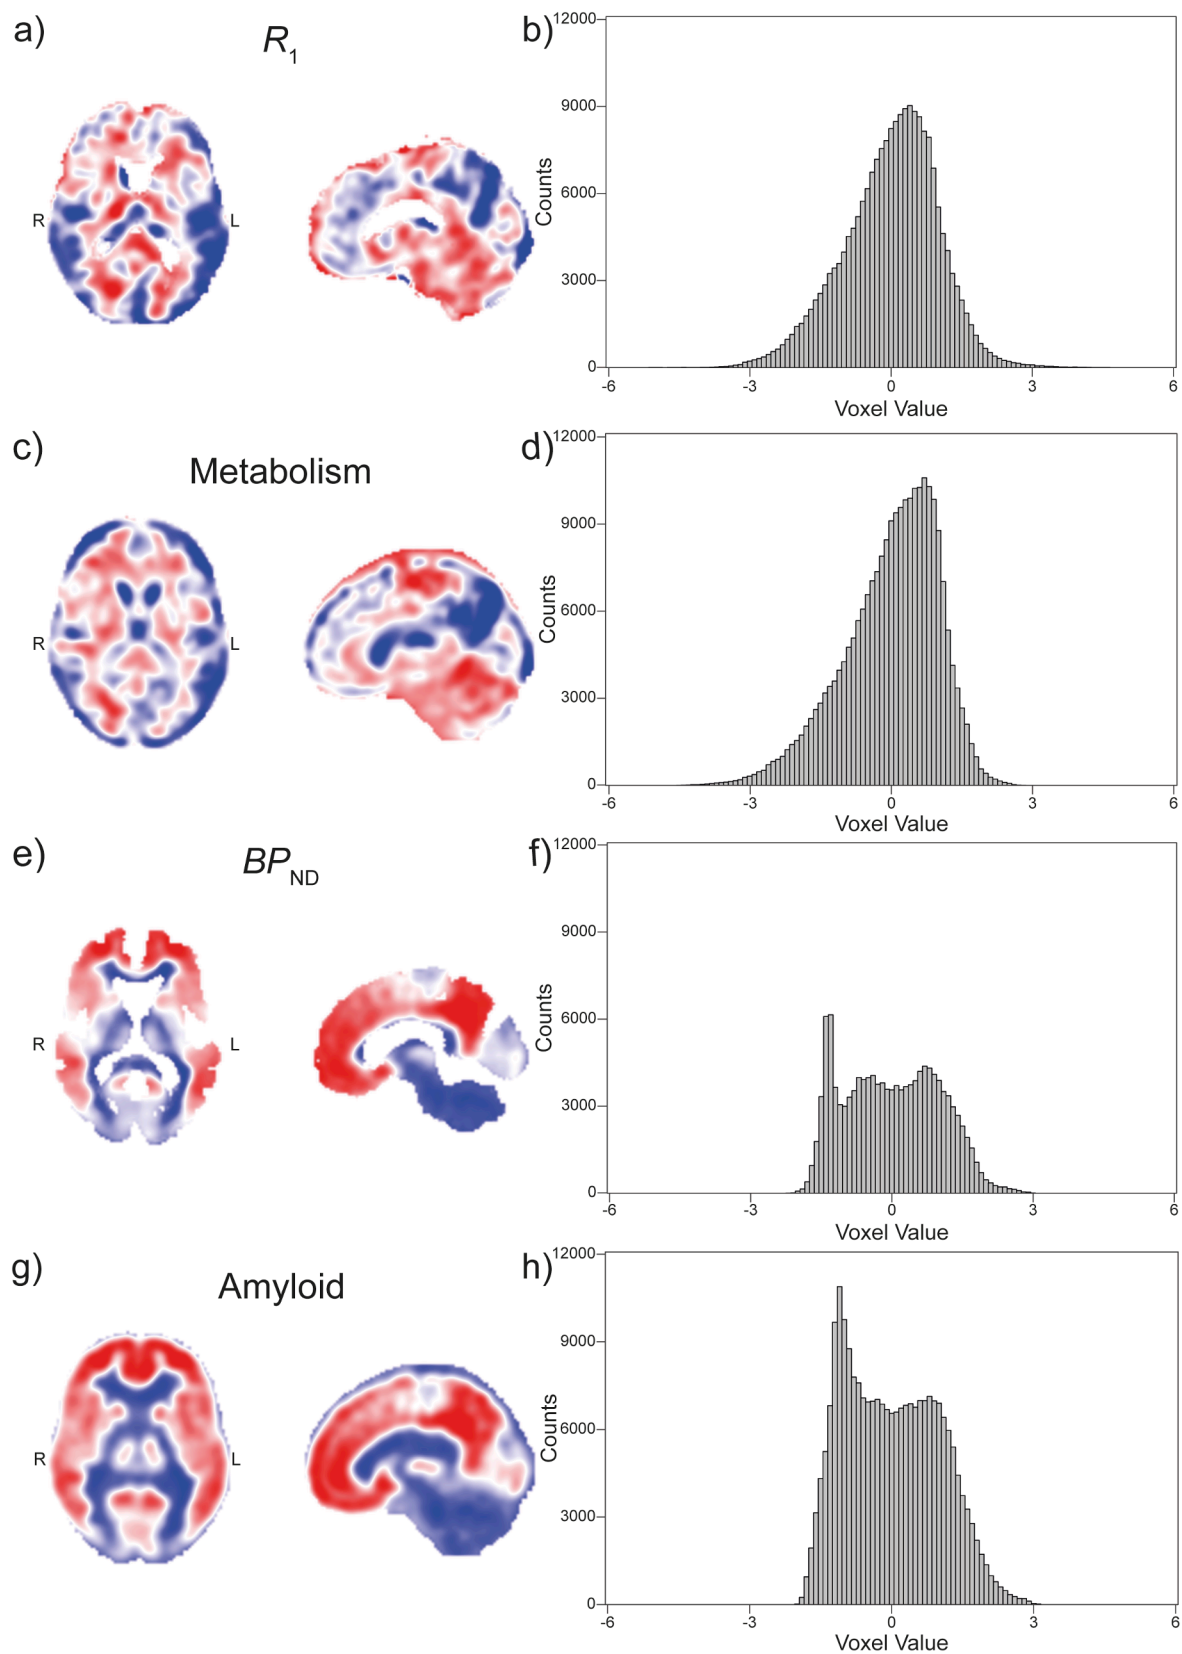 a)
R1
b)
12000
9000
6000
3000
0
Counts
-6
-3
0
3
6
Voxel Value
R
L
c)
Metabolism
d)
12000
9000
6000
3000
0
Counts
-6
-3
0
3
6
Voxel Value
R
L
e)
BPND
f)
12000
9000
6000
3000
0
Counts
-6
-3
0
3
6
Voxel Value
R
L
g)
Amyloid
h)
12000
9000
6000
3000
0
Counts
-6
-3
0
3
6
Voxel Value
R
L